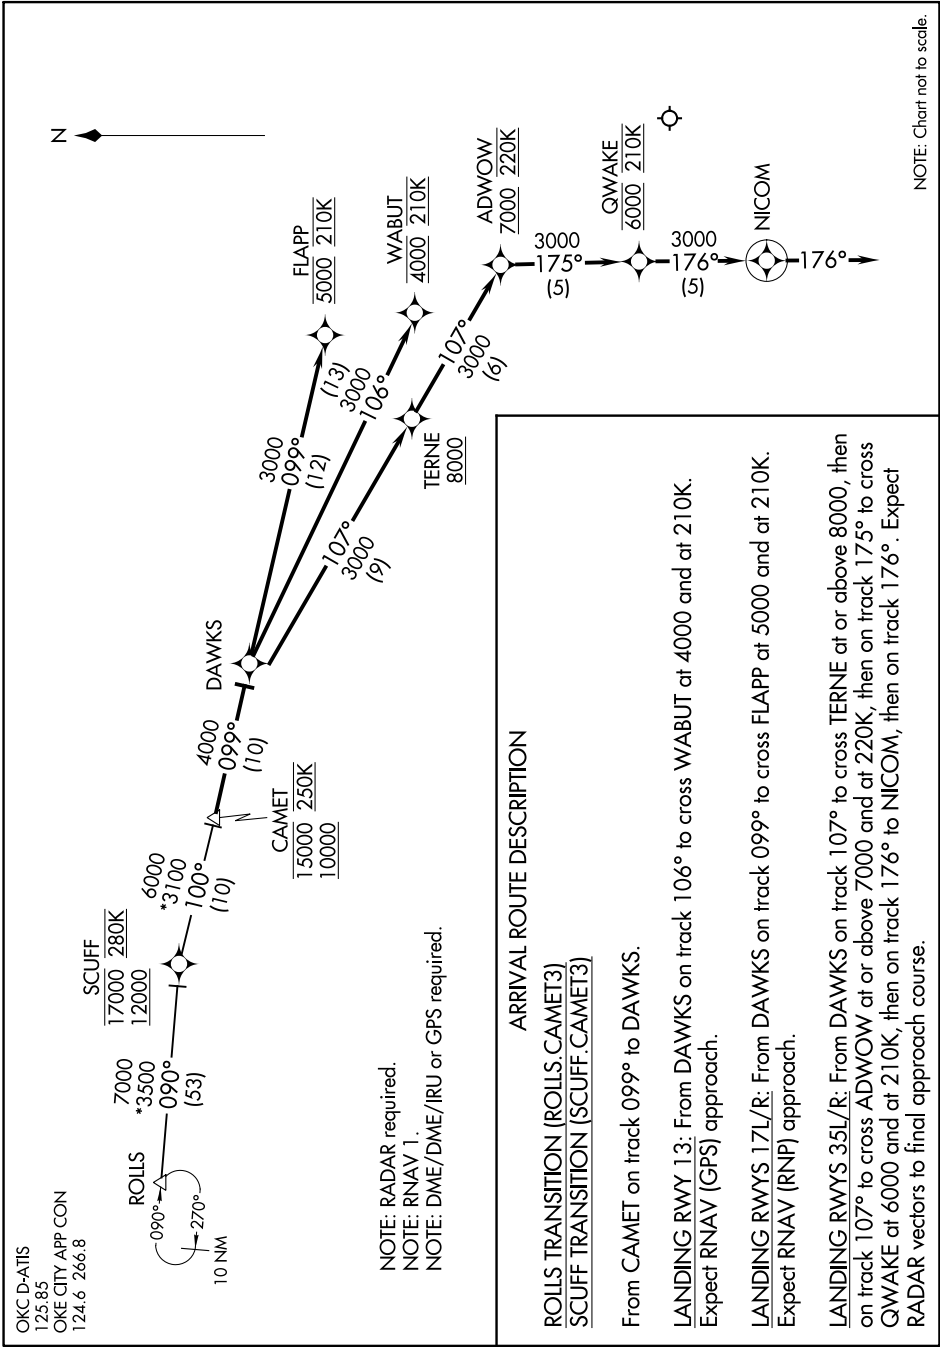 OKC D-ATIS
125.85
OKE CITY APP CON
124.6 266.8
N
ROLLS
090°
270°
10 NM
7000
*3500
090°
(53)
SCUFF
17000 280K
12000
6000
*3100
100°
(10)
CAMET
15000 250K
10000
4000
099°
(10)
DAWKS
3000
099°
(12)
FLAPP
5000 210K
(13)
3000
106°
WABUT
4000 210K
107°
3000
(9)
TERNE
8000
107°
3000
(6)
ADWOW
7000 220K
3000
175°
(5)
QWAKE
6000 210K
3000
176°
(5)
NICOM
176°
NOTE: RADAR required.
NOTE: RNAV 1.
NOTE: DME/DME/IRU or GPS required.
NOTE: Chart not to scale.
ARRIVAL ROUTE DESCRIPTION
ROLLS TRANSITION (ROLLS.CAMET3)
SCUFF TRANSITION (SCUFF.CAMET3)
From CAMET on track 099° to DAWKS.
LANDING RWY 13: From DAWKS on track 106° to cross WABUT at 4000 and at 210K.
Expect RNAV (GPS) approach.
LANDING RWYS 17L/R: From DAWKS on track 099° to cross FLAPP at 5000 and at 210K.
Expect RNAV (RNP) approach.
LANDING RWYS 35L/R: From DAWKS on track 107° to cross TERNE at or above 8000, then
on track 107° to cross ADWOW at or above 7000 and at 220K, then on track 175° to cross
QWAKE at 6000 and at 210K, then on track 176° to NICOM, then on track 176°. Expect
RADAR vectors to final approach course.